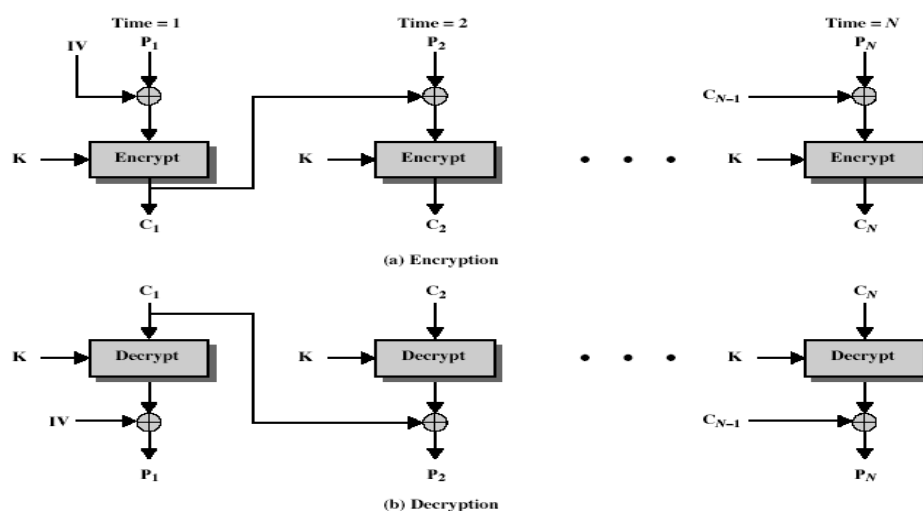 Time = 1 Time = 2 Time = N
IV P1 P2 PN
CN−1
K Encrypt K Encrypt • • • K Encrypt
C1 C2 CN
(a) Encryption
C1 C2 CN
K Decrypt K Decrypt • • • K Decrypt
IV CN−1
P1 P2 PN
(b) Decryption